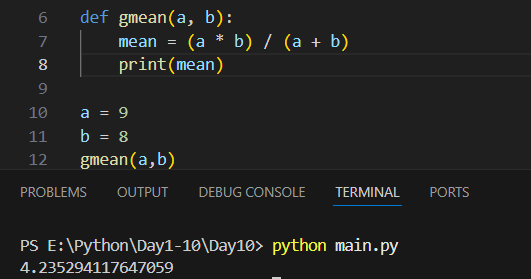 6 def gmean(a, b):
7 mean = (a * b) / (a + b)
8 print(mean)
9
10 a = 9
11 b = 8
12 gmean(a,b)
PROBLEMS OUTPUT DEBUG CONSOLE TERMINAL PORTS
PS E:\Python\Day1-10\Day10> python main.py
4.235294117647059